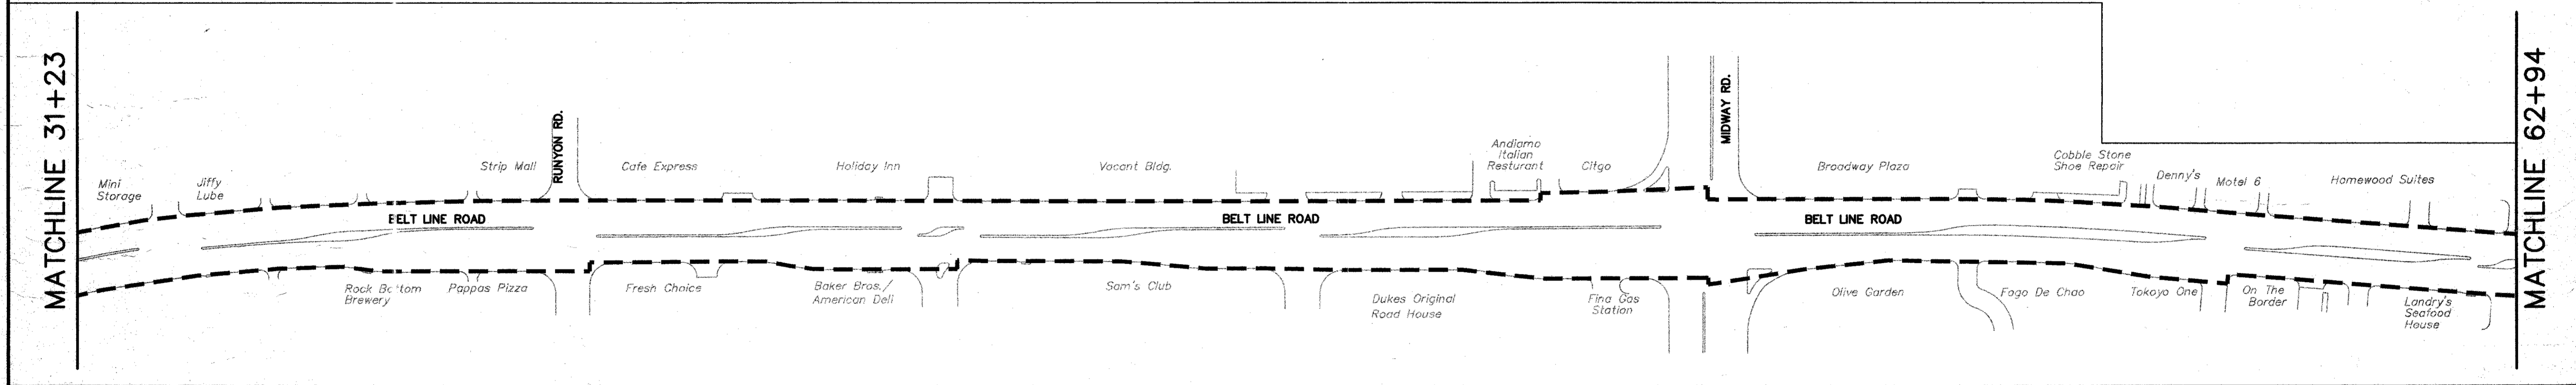 MATCHLINE 31+23
Mini
Storage
Jiffy
Lube
Strip Mall
RUNYON RD.
Cafe Express
Holiday Inn
Vacant Bldg.
Andiamo
Italian
Resturant
Citgo
MIDWAY RD.
Broadway Plaza
Cobble Stone
Shoe Repair
Denny's
Motel 6
Homewood Suites
MATCHLINE 62+94
BELT LINE ROAD
BELT LINE ROAD
BELT LINE ROAD
Rock Bottom
Brewery
Pappas Pizza
Fresh Choice
Baker Bros./
American Deli
Sam's Club
Dukes Original
Road House
Fina Gas
Station
Olive Garden
Fogo De Chao
Tokoyo One
On The
Border
Landry's
Seafood
House